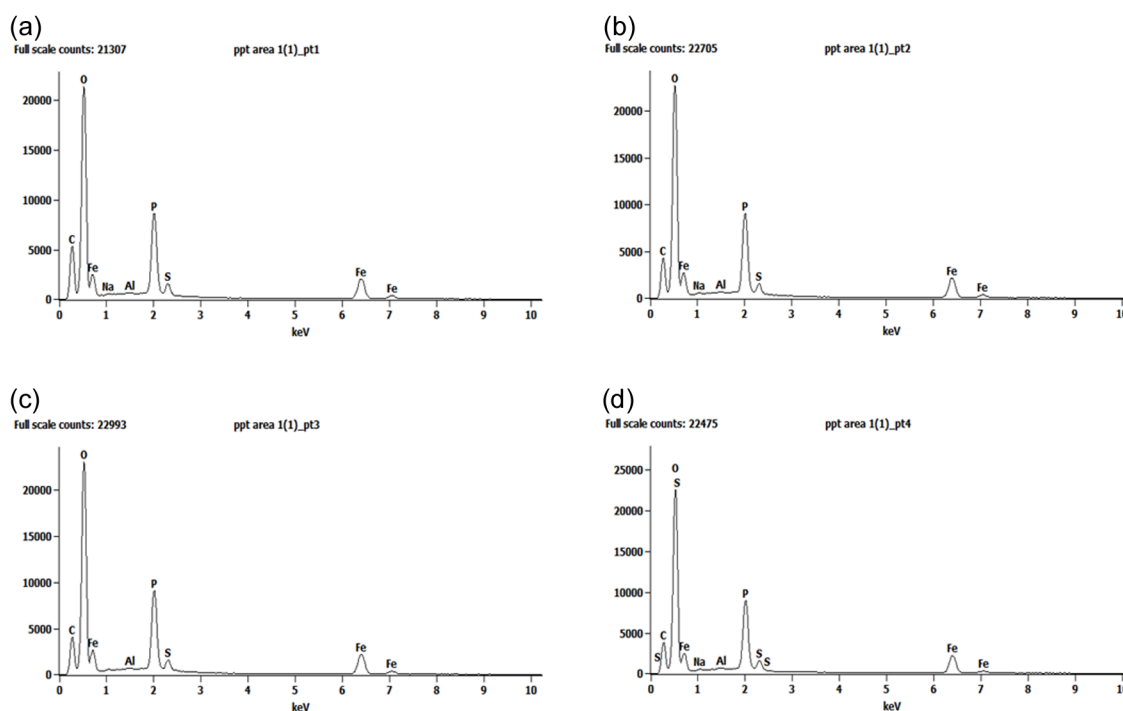 (a)
Full scale counts: 21307 ppt area 1(1)_pt1
O
20000
15000
10000
P
C
5000
Fe
Na Al S Fe Fe
0
0 1 2 3 4 5 6 7 8 9 10
keV
(b)
Full scale counts: 22705 ppt area 1(1)_pt2
O
20000
15000
10000
P
5000
C
Fe
Na Al S Fe Fe
0
0 1 2 3 4 5 6 7 8 9 10
keV
(c)
Full scale counts: 22993 ppt area 1(1)_pt3
O
20000
15000
10000
P
5000
C
Fe
Al S Fe Fe
0
0 1 2 3 4 5 6 7 8 9 10
keV
(d)
Full scale counts: 22475 ppt area 1(1)_pt4
25000
O
S
20000
15000
10000
P
5000
C
S Fe Na Al S S Fe Fe
0
0 1 2 3 4 5 6 7 8 9 10
keV